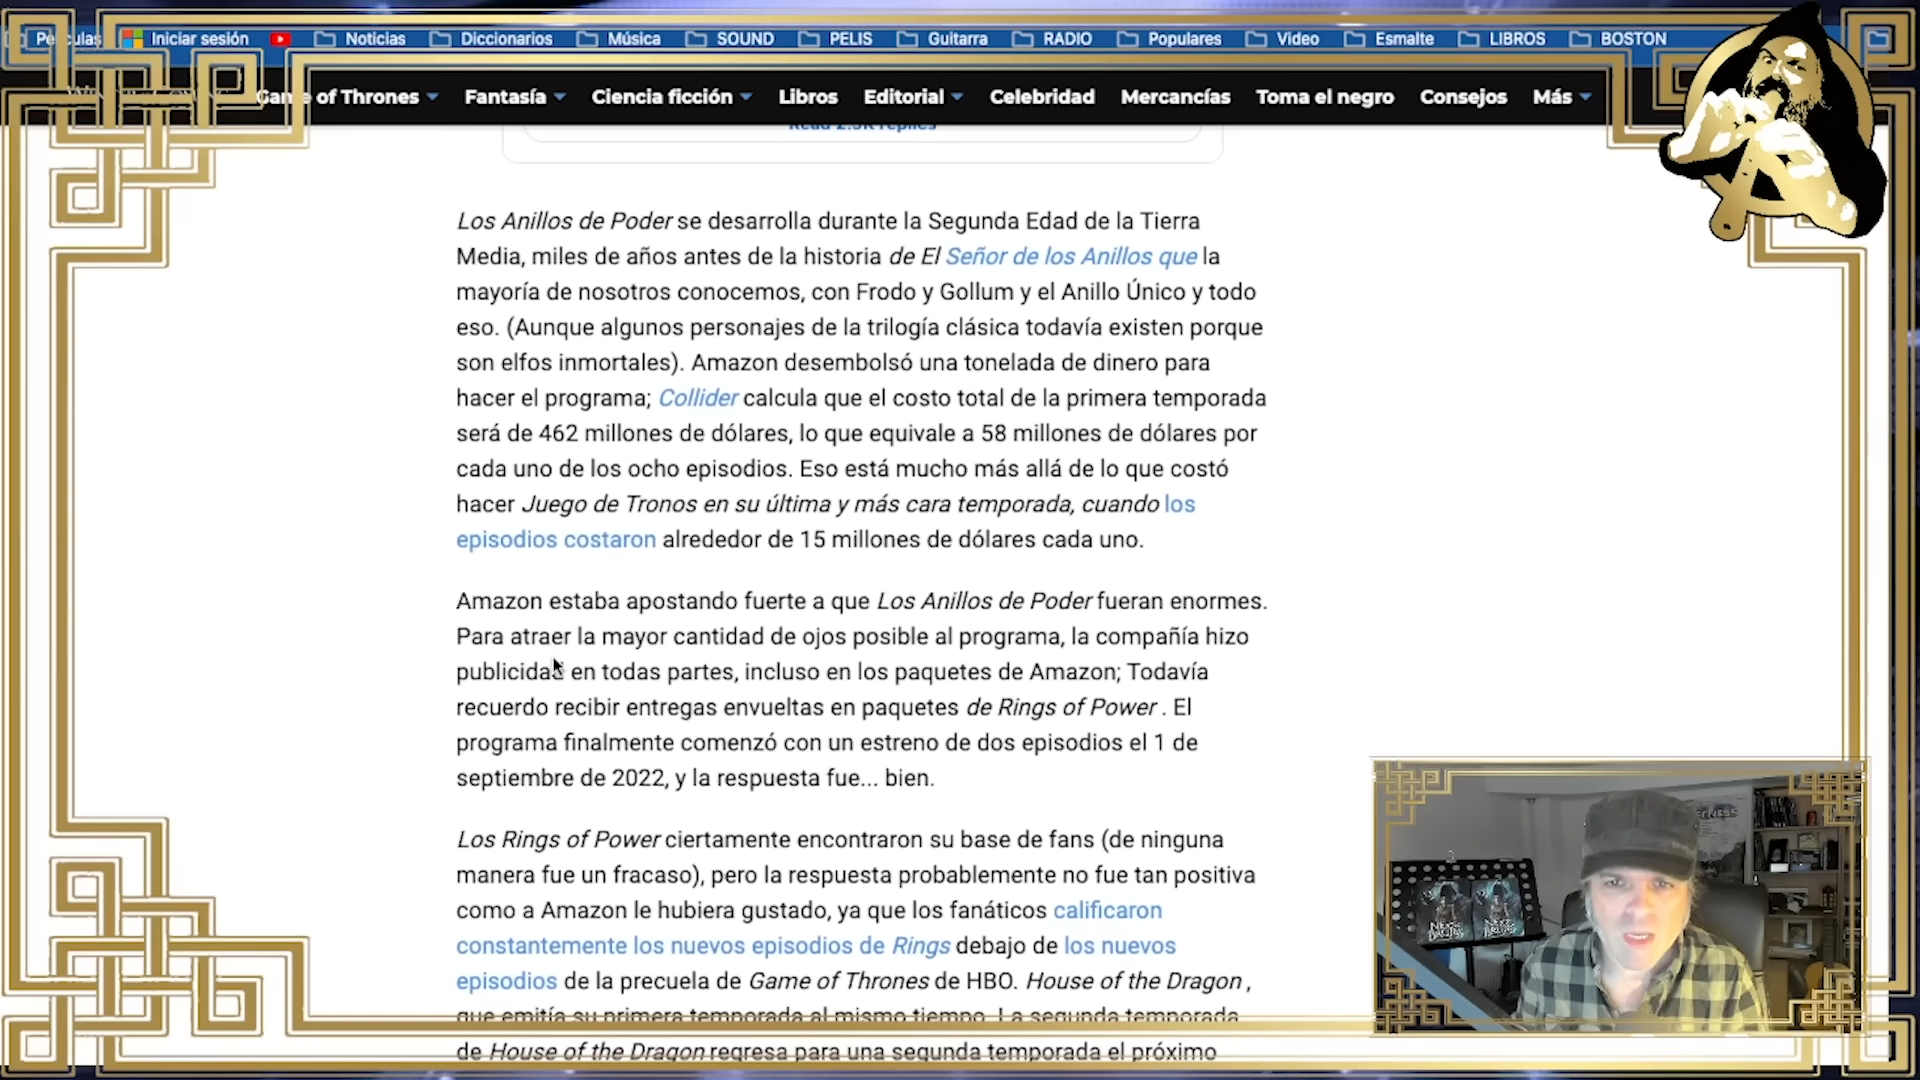 Películas Iniciar sesión Noticias Diccionarios Música SOUND PELIS Guitarra RADIO Populares Video Esmalte LIBROS BOSTON
Game of Thrones Fantasía Ciencia ficción Libros Editorial Celebridad Mercancías Toma el negro Consejos Más
Read 2.3K replies
Los Anillos de Poder se desarrolla durante la Segunda Edad de la Tierra
Media, miles de años antes de la historia de El Señor de los Anillos que la
mayoría de nosotros conocemos, con Frodo y Gollum y el Anillo Único y todo
eso. (Aunque algunos personajes de la trilogía clásica todavía existen porque
son elfos inmortales). Amazon desembolsó una tonelada de dinero para
hacer el programa; Collider calcula que el costo total de la primera temporada
será de 462 millones de dólares, lo que equivale a 58 millones de dólares por
cada uno de los ocho episodios. Eso está mucho más allá de lo que costó
hacer Juego de Tronos en su última y más cara temporada, cuando los
episodios costaron alrededor de 15 millones de dólares cada uno.
Amazon estaba apostando fuerte a que Los Anillos de Poder fueran enormes.
Para atraer la mayor cantidad de ojos posible al programa, la compañía hizo
publicidad en todas partes, incluso en los paquetes de Amazon; Todavía
recuerdo recibir entregas envueltas en paquetes de Rings of Power . El
programa finalmente comenzó con un estreno de dos episodios el 1 de
septiembre de 2022, y la respuesta fue... bien.
Los Rings of Power ciertamente encontraron su base de fans (de ninguna
manera fue un fracaso), pero la respuesta probablemente no fue tan positiva
como a Amazon le hubiera gustado, ya que los fanáticos calificaron
constantemente los nuevos episodios de Rings debajo de los nuevos
episodios de la precuela de Game of Thrones de HBO. House of the Dragon ,
que emitía su primera temporada al mismo tiempo. La segunda temporada
de House of the Dragon regresa para una segunda temporada el próximo